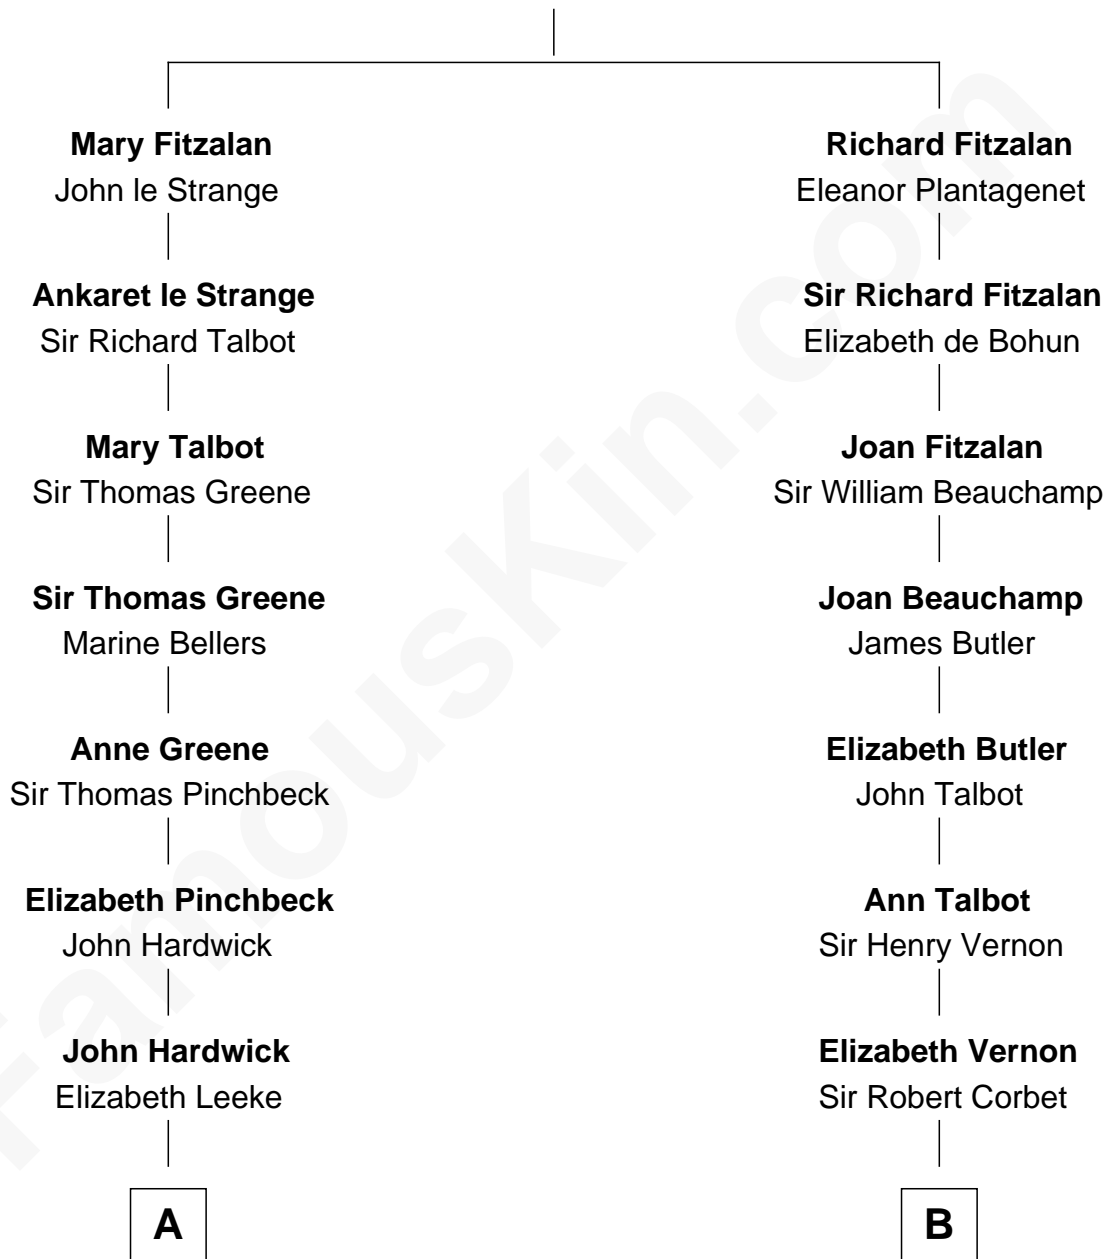 Mary Fitzalan
John le Strange
Ankaret le Strange
Sir Richard Talbot
Mary Talbot
Sir Thomas Greene
Sir Thomas Greene
Marine Bellers
Anne Greene
Sir Thomas Pinchbeck
Elizabeth Pinchbeck
John Hardwick
John Hardwick
Elizabeth Leeke
A
Richard Fitzalan
Eleanor Plantagenet
Sir Richard Fitzalan
Elizabeth de Bohun
Joan Fitzalan
Sir William Beauchamp
Joan Beauchamp
James Butler
Elizabeth Butler
John Talbot
Ann Talbot
Sir Henry Vernon
Elizabeth Vernon
Sir Robert Corbet
B
FamousKin.com